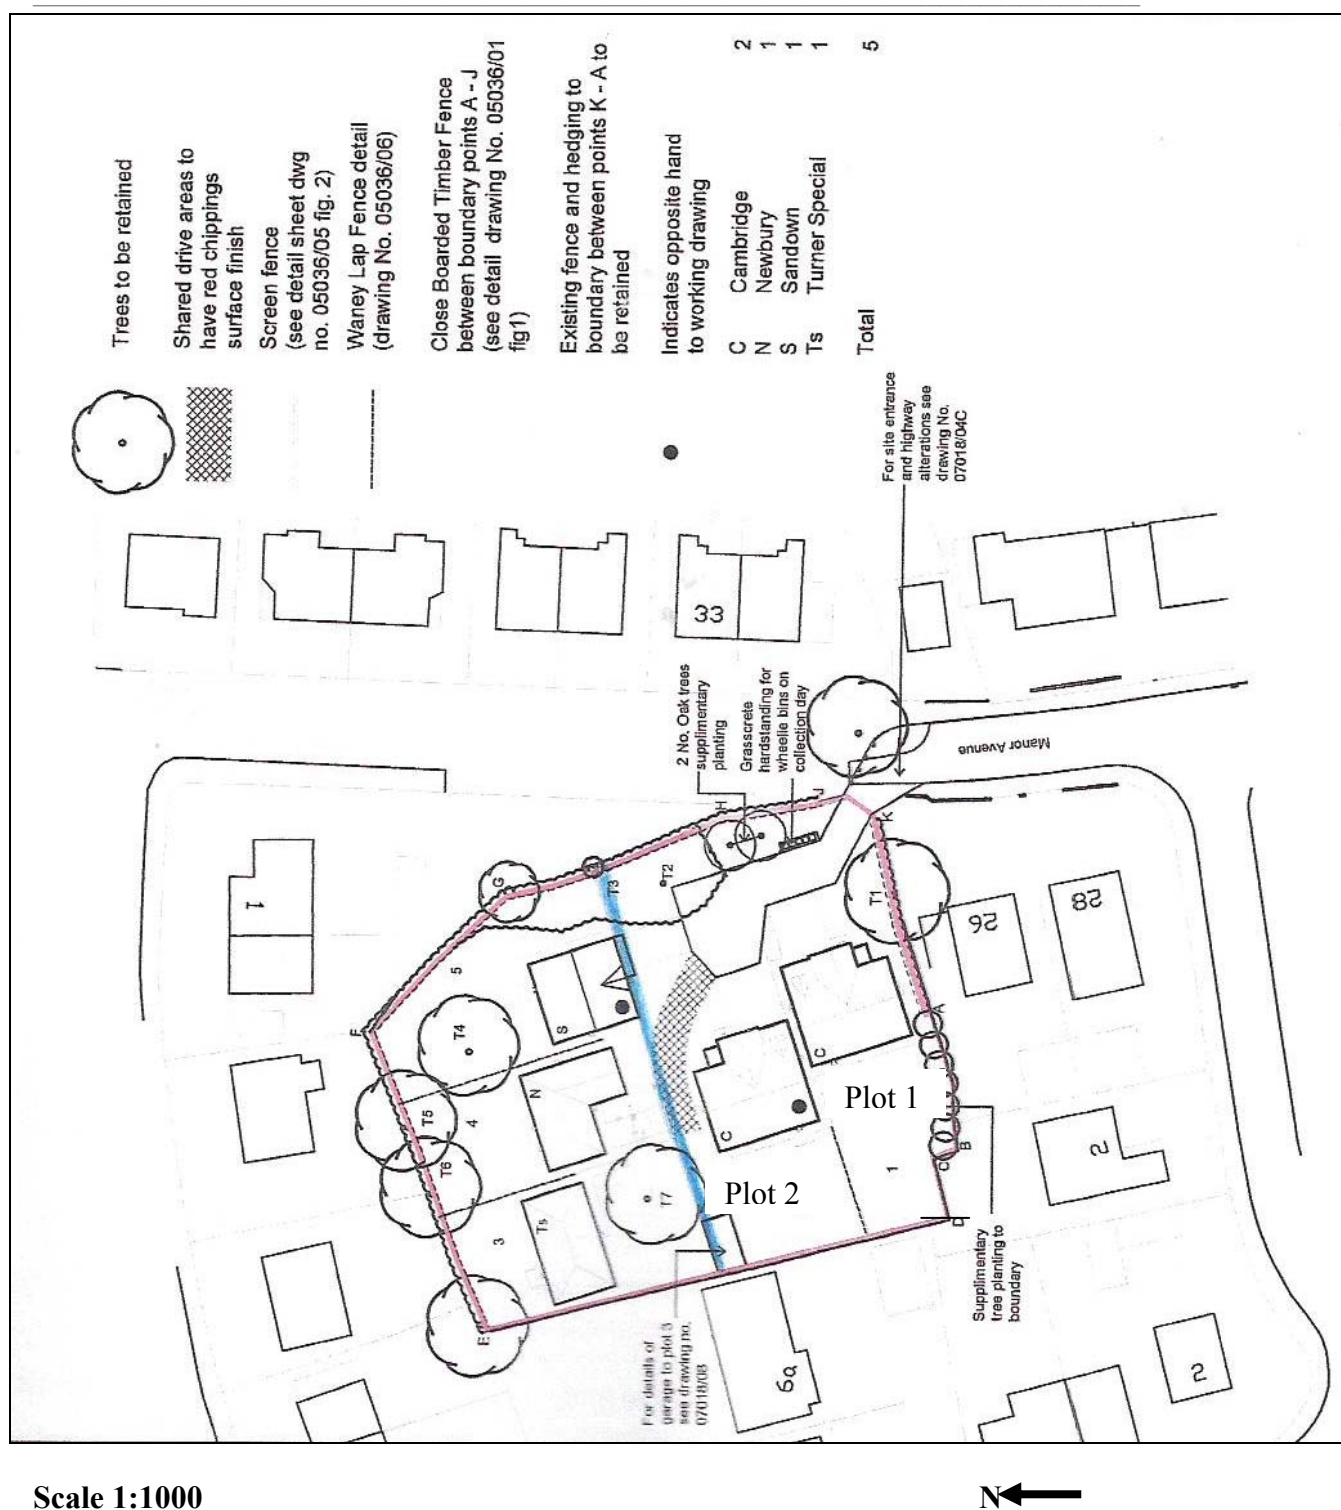 Trees to be retained
Shared drive areas to
have red chippings
surface finish
Screen fence
(see detail sheet dwg
no. 05036/05 fig. 2)
Waney Lap Fence detail
(drawing No. 05036/06)
Close Boarded Timber Fence
between boundary points A - J
(see detail drawing No. 05036/01
fig1)
Existing fence and hedging to
boundary between points K - A to
be retained
Indicates opposite hand
to working drawing
C Cambridge 2
N Newbury 1
S Sandown 1
Ts Turner Special 1
Total 5
For site entrance
and highway
alterations see
drawing No.
07018/04C
33
2 No. Oak trees
supplimentary
planting
Grasscrete
hardstanding for
wheelie bins on
collection day
Manor Avenue
H
J
K
G
T3
T2
T1
1
F
5
T4
S
C
A
26
28
T5
4
N
T6
C
Plot 1
B
C
1
2
3
Ts
T7
Plot 2
D
E
For details of
garage to plot 3
see drawing no.
07018/08
6a
Supplimentary
tree planting to
boundary
2
Scale 1:1000
N